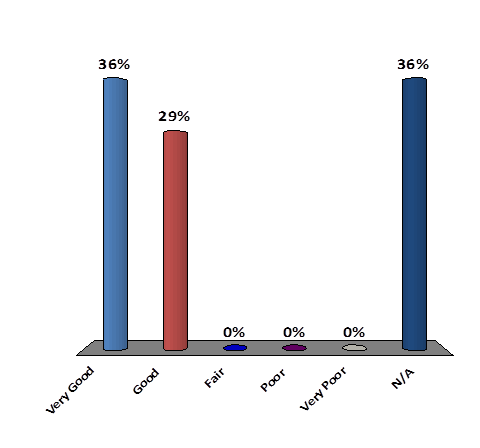 36%
36%
29%
0%
0%
0%
Very Good
Good
Fair
Poor
Very Poor
N/A